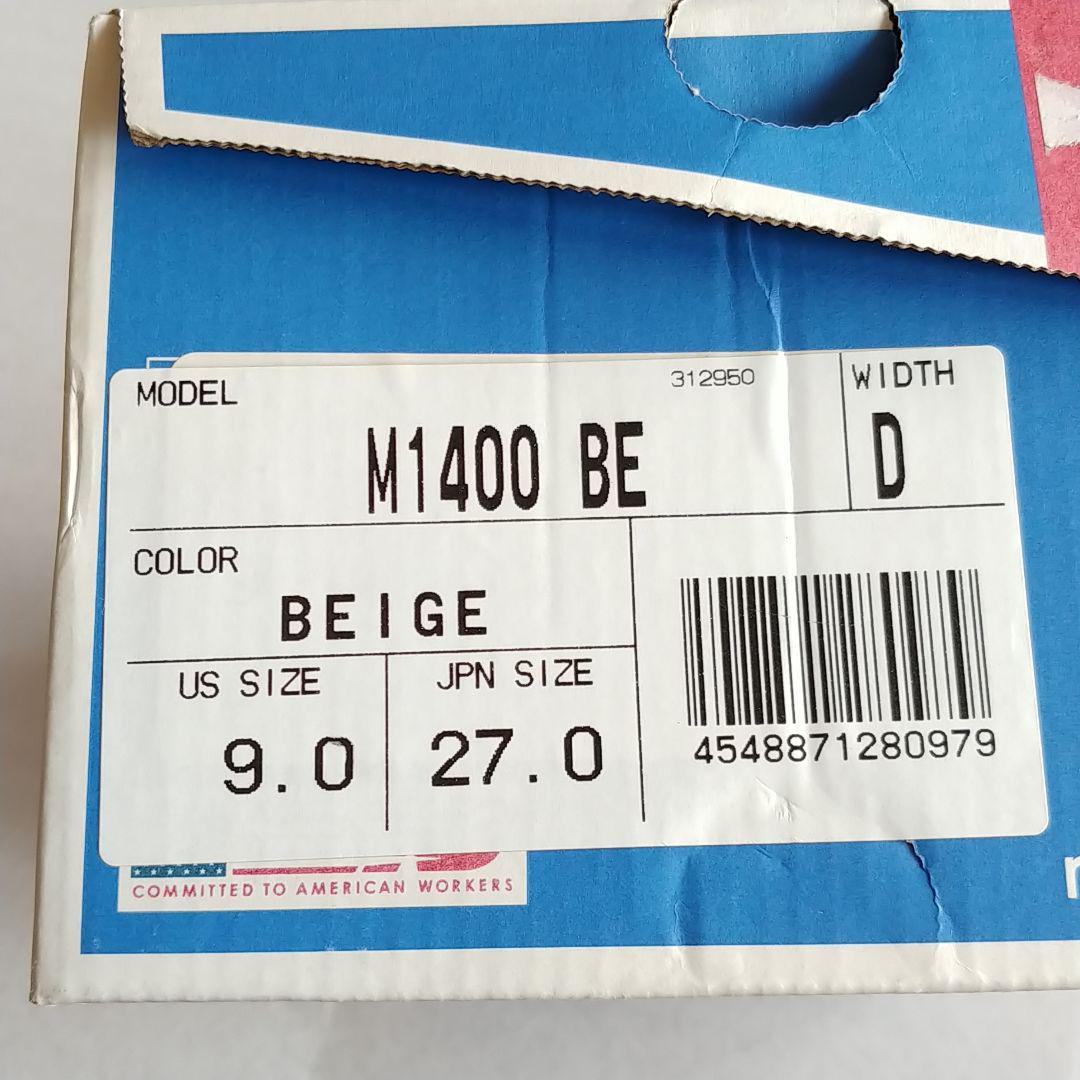 MODEL
312950
WIDTH
M1400 BE
D
COLOR
BEIGE
US SIZE
JPN SIZE
9.0
27.0
4548871280979
COMMITTED TO AMERICAN WORKERS